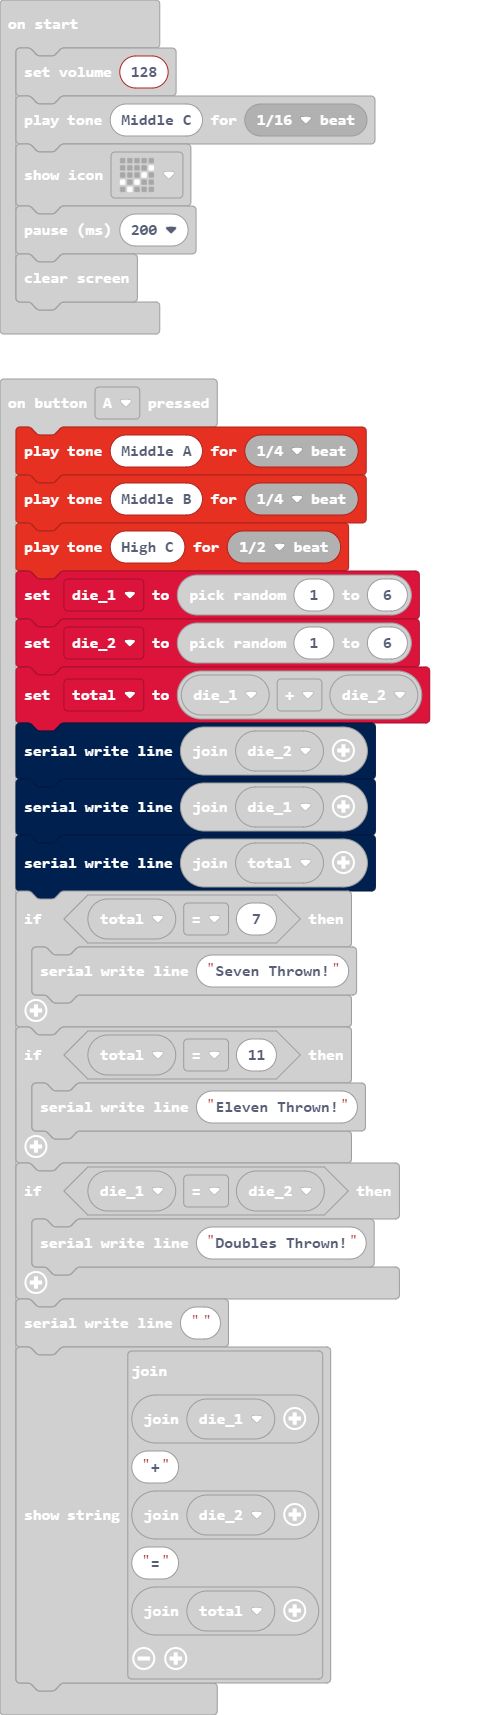 on start
set volume 128
play tone Middle C for 1/16 beat
show icon
pause (ms) 200
clear screen
on button A pressed
play tone Middle A for 1/4 beat
play tone Middle B for 1/4 beat
play tone High C for 1/2 beat
set die_1 to pick random 1 to 6
set die_2 to pick random 1 to 6
set total to die_1 + die_2
serial write line join die_2
serial write line join die_1
serial write line join total
if total = 7 then
serial write line "Seven Thrown!"
if total = 11 then
serial write line "Eleven Thrown!"
if die_1 = die_2 then
serial write line "Doubles Thrown!"
serial write line " "
join
join die_1
"+"
show string join die_2
"="
join total